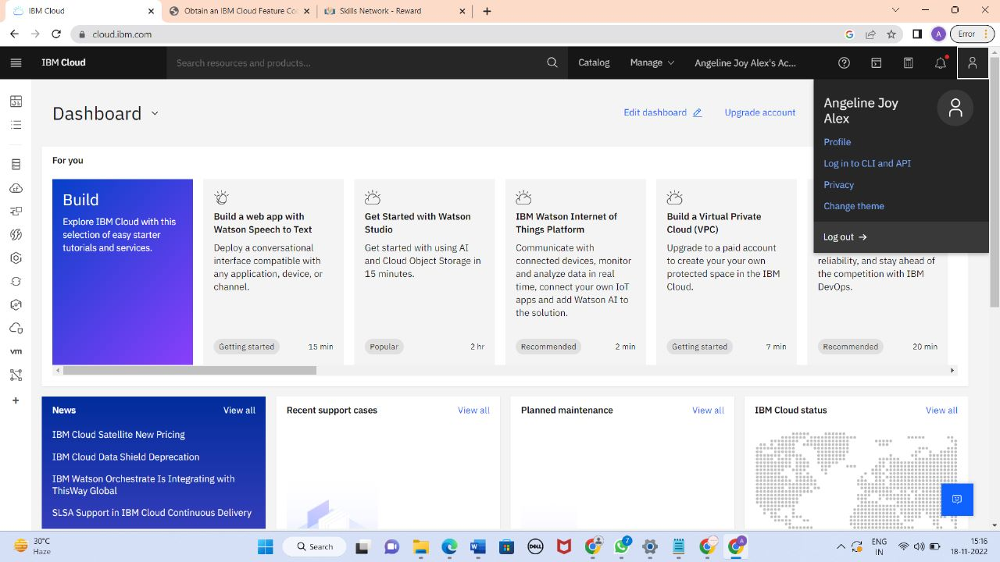 IBM Cloud
Obtain an IBM Cloud Feature Co
Skills Network - Reward
cloud.ibm.com
A
Error
IBM Cloud
Search resources and products...
Catalog
Manage
Angeline Joy Alex's Ac...
Angeline Joy
Alex
Profile
Log in to CLI and API
Privacy
Change theme
Log out
Dashboard
Edit dashboard
Upgrade account
For you
Build
Explore IBM Cloud with this
selection of easy starter
tutorials and services.
Build a web app with
Watson Speech to Text
Deploy a conversational
interface compatible with
any application, device, or
channel.
Getting started
15 min
Get Started with Watson
Studio
Get started with using AI
and Cloud Object Storage in
15 minutes.
Popular
2 hr
IBM Watson Internet of
Things Platform
Communicate with
connected devices, monitor
and analyze data in real
time, connect your own IoT
apps and add Watson AI to
the solution.
Recommended
2 min
Build a Virtual Private
Cloud (VPC)
Upgrade to a paid account
to create your your own
protected space in the IBM
Cloud.
Getting started
7 min
reliability, and stay ahead of
the competition with IBM
DevOps.
Recommended
20 min
vm
News
View all
IBM Cloud Satellite New Pricing
IBM Cloud Data Shield Deprecation
IBM Watson Orchestrate Is Integrating with
ThisWay Global
SLSA Support in IBM Cloud Continuous Delivery
Recent support cases
View all
Planned maintenance
View all
IBM Cloud status
View all
30°C
Haze
Search
DELL
7
A
ENG
IN
15:16
18-11-2022